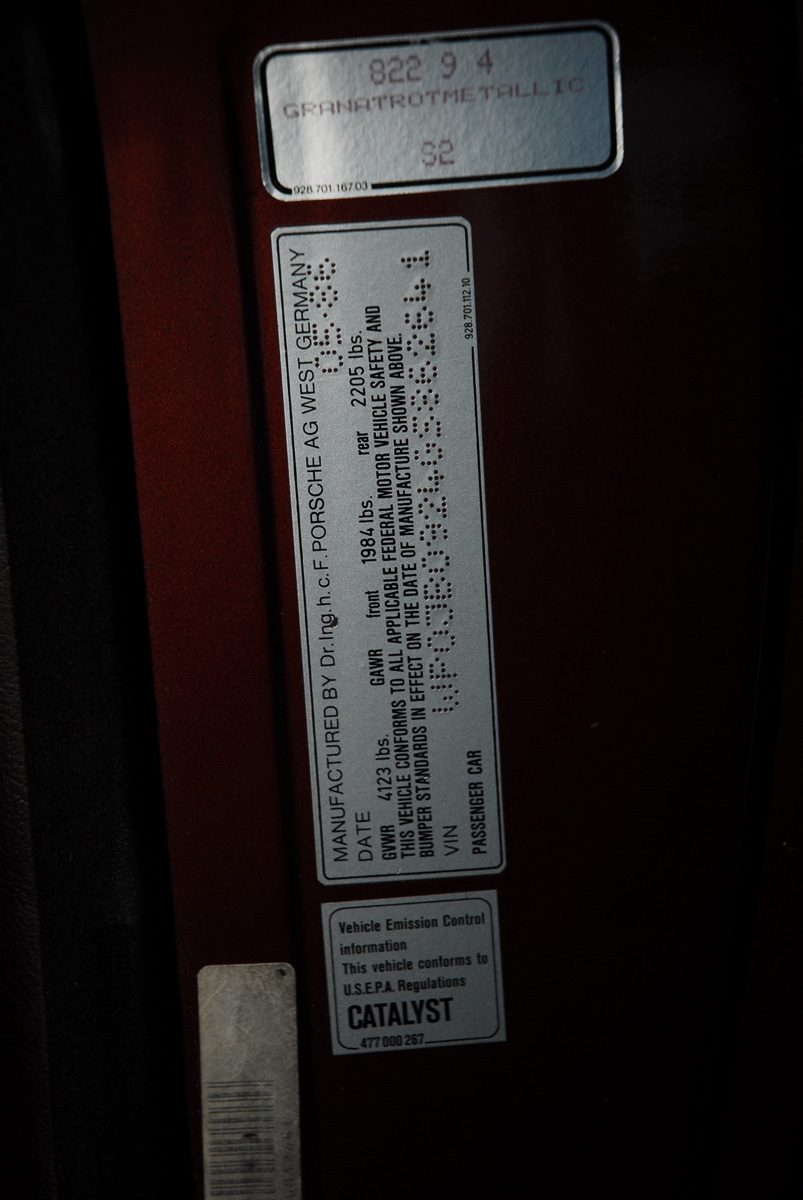 822 9 4
GRANATROTMETALLIC
S2
928.701.167.03
MANUFACTURED BY Dr.Ing.h.c.F.PORSCHE AG WEST GERMANY
DATE 05.86
GVWR 4123 lbs. GAWR front 1984 lbs. rear 2205 lbs.
THIS VEHICLE CONFORMS TO ALL APPLICABLE FEDERAL MOTOR VEHICLE SAFETY AND
BUMPER STANDARDS IN EFFECT ON THE DATE OF MANUFACTURE SHOWN ABOVE.
VIN
PASSENGER CAR
928.701.112.10
Vehicle Emission Control
information
This vehicle conforms to
U.S.E.P.A. Regulations
CATALYST
477 000 267